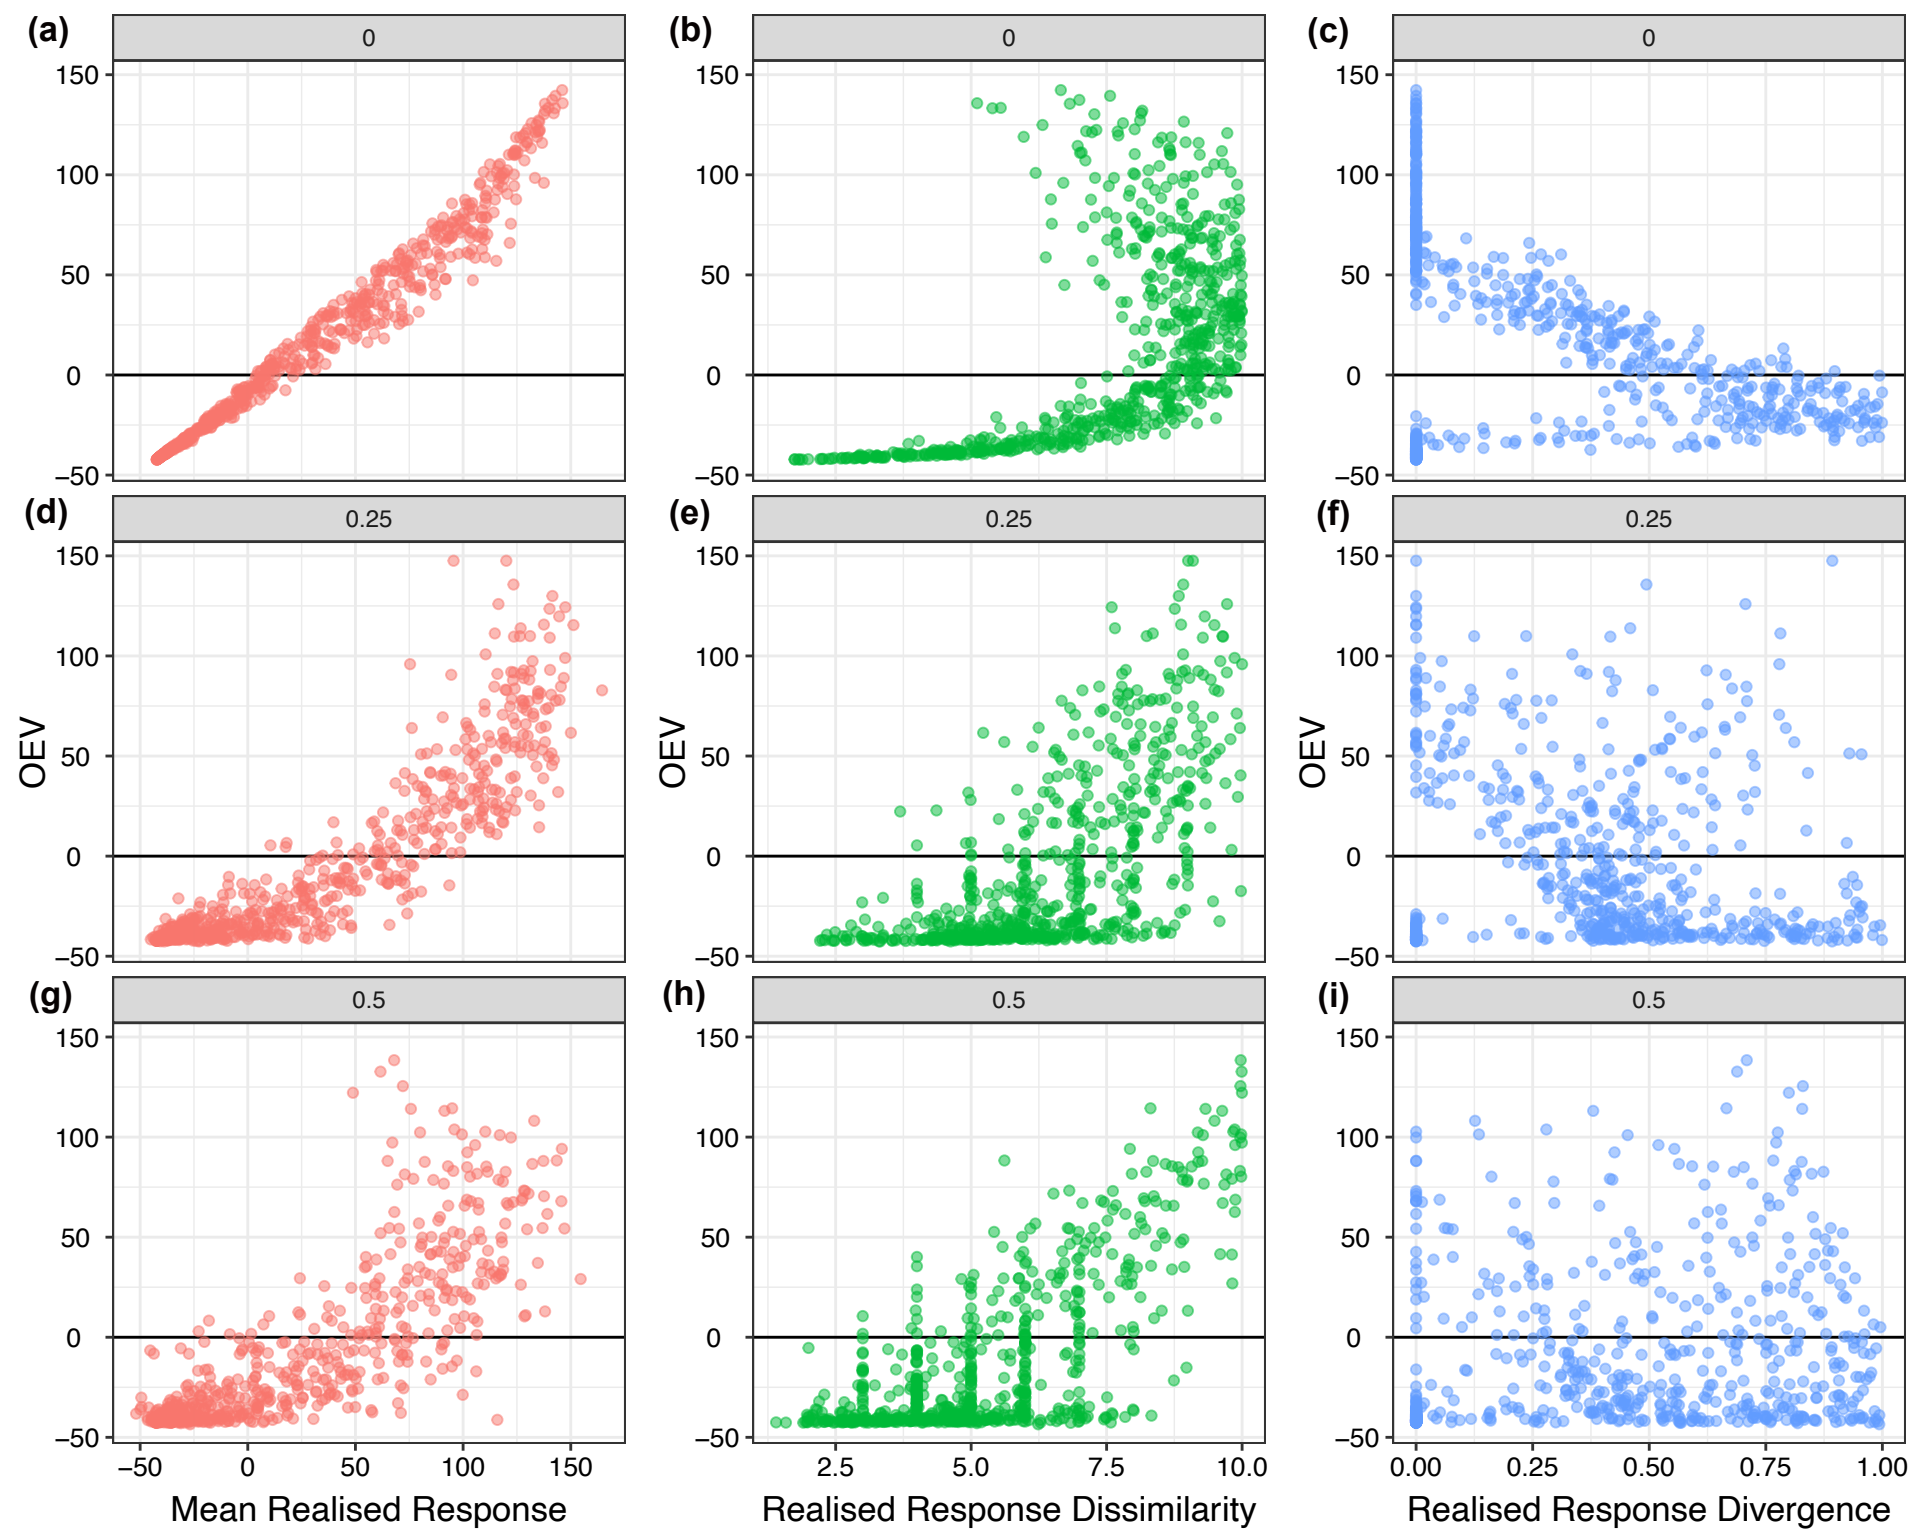 (a) 0 (b) 0 (c) 0
150 150 150
100 100 100
50 50 50
0 0 0
−50 −50 −50
(d) 0.25 (e) 0.25 (f) 0.25
150 150 150
100 100 100
OEV OEV OEV
50 50 50
0 0 0
−50 −50 −50
(g) 0.5 (h) 0.5 (i) 0.5
150 150 150
100 100 100
50 50 50
0 0 0
−50 −50 −50
−50 0 50 100 150 2.5 5.0 7.5 10.0 0.00 0.25 0.50 0.75 1.00
Mean Realised Response Realised Response Dissimilarity Realised Response Divergence